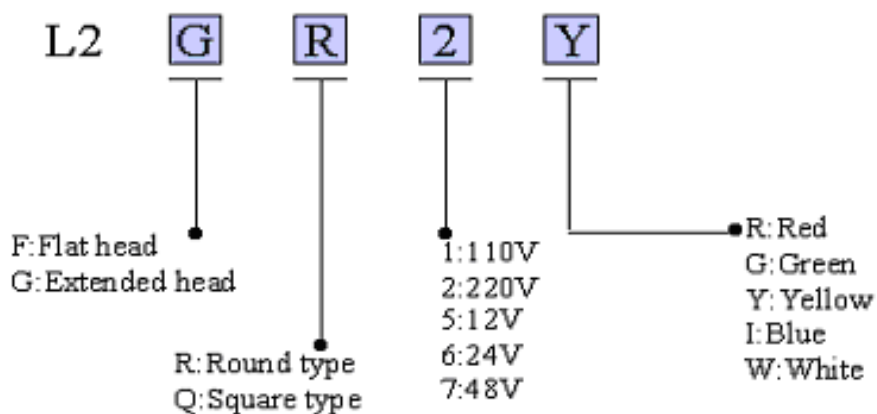 L2 G R 2 Y
F:Flat head
G:Extended head
R:Round type
Q:Square type
1:110V
2:220V
5:12V
6:24V
7:48V
R:Red
G:Green
Y:Yellow
I:Blue
W:White